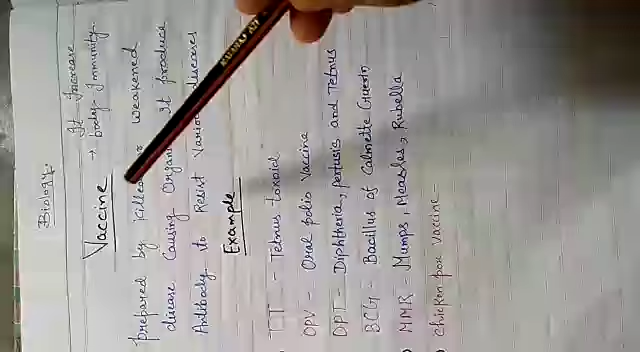 Biology.
Vaccine
It Increase
→ body Immunity.
prepared by killed weakened
disease Causing It produce
Antibody to Resist Various diseases
Example
TT - Tetnus toxoid
OPV - Oral polio Vaccine
DPT - Diphtheria, pertusis and Tetnus
BCG - Bacillus of Calmette Guerin
MMR - Mumps, Measles, Rubella
chicken pox vaccine -